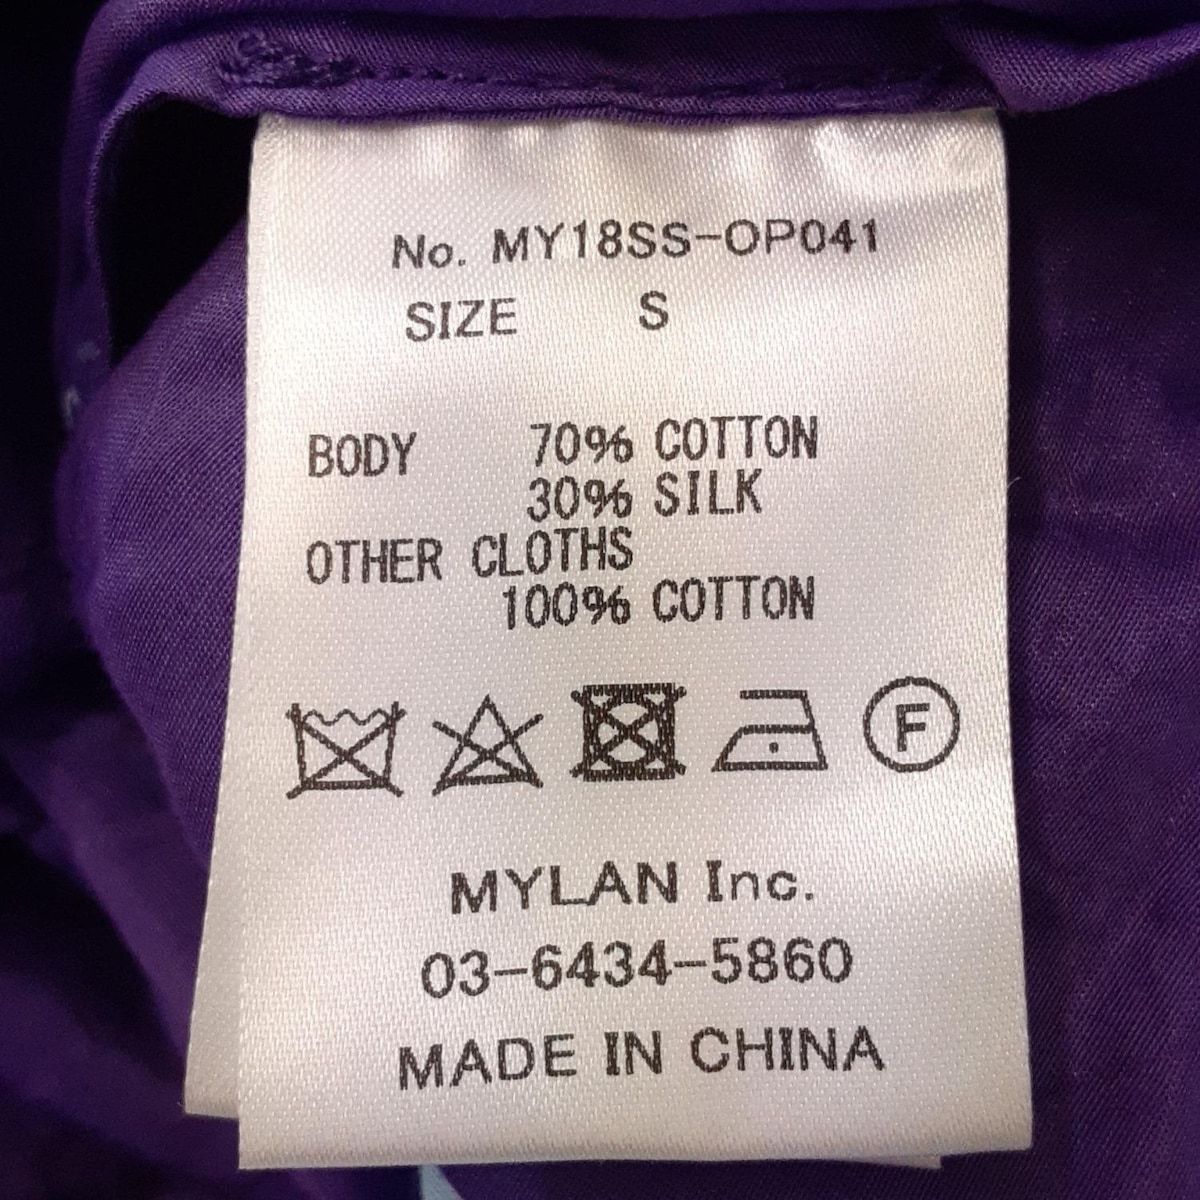 No. MY18SS-OP041
SIZE S
BODY 70% COTTON
30% SILK
OTHER CLOTHS
100% COTTON
F
MYLAN Inc.
03-6434-5860
MADE IN CHINA